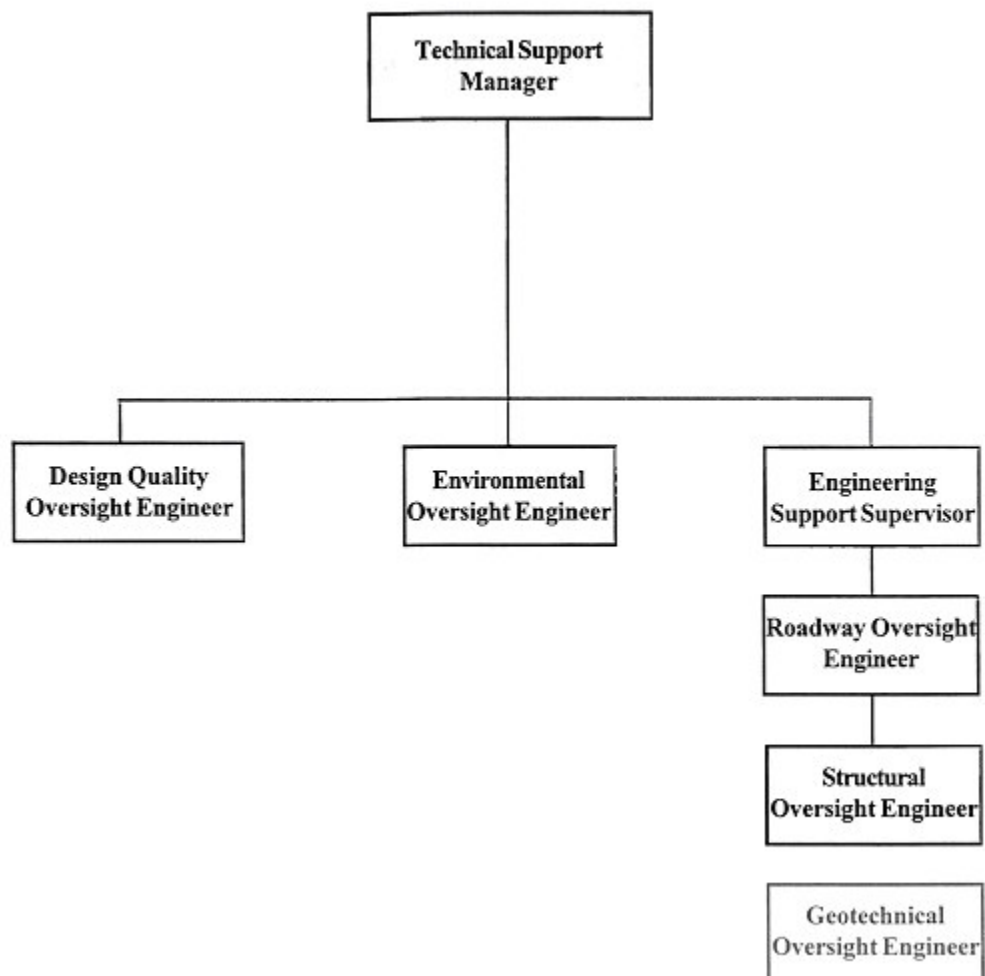 Technical Support
Manager
Design Quality
Oversight Engineer
Environmental
Oversight Engineer
Engineering
Support Supervisor
Roadway Oversight
Engineer
Structural
Oversight Engineer
Geotechnical
Oversight Engineer